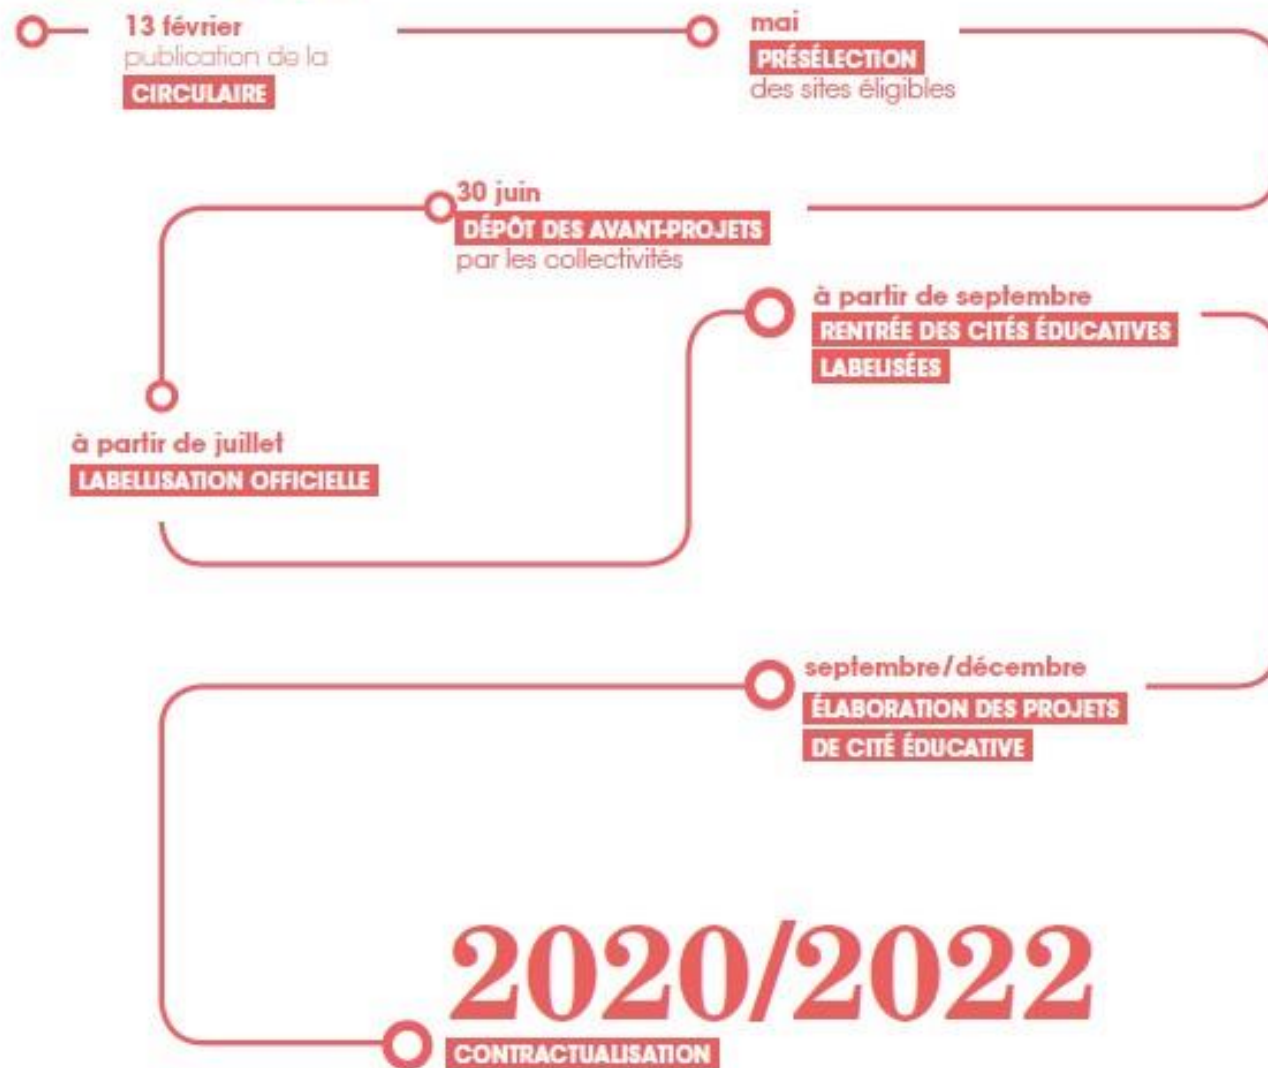 13 février
publication de la
CIRCULAIRE
mai
PRÉSÉLECTION
des sites éligibles
30 juin
DÉPÔT DES AVANT-PROJETS
par les collectivités
à partir de juillet
LABELLISATION OFFICIELLE
à partir de septembre
RENTRÉE DES CITÉS ÉDUCATIVES
LABELISÉES
septembre/décembre
ÉLABORATION DES PROJETS
DE CITÉ ÉDUCATIVE
2020/2022
CONTRACTUALISATION